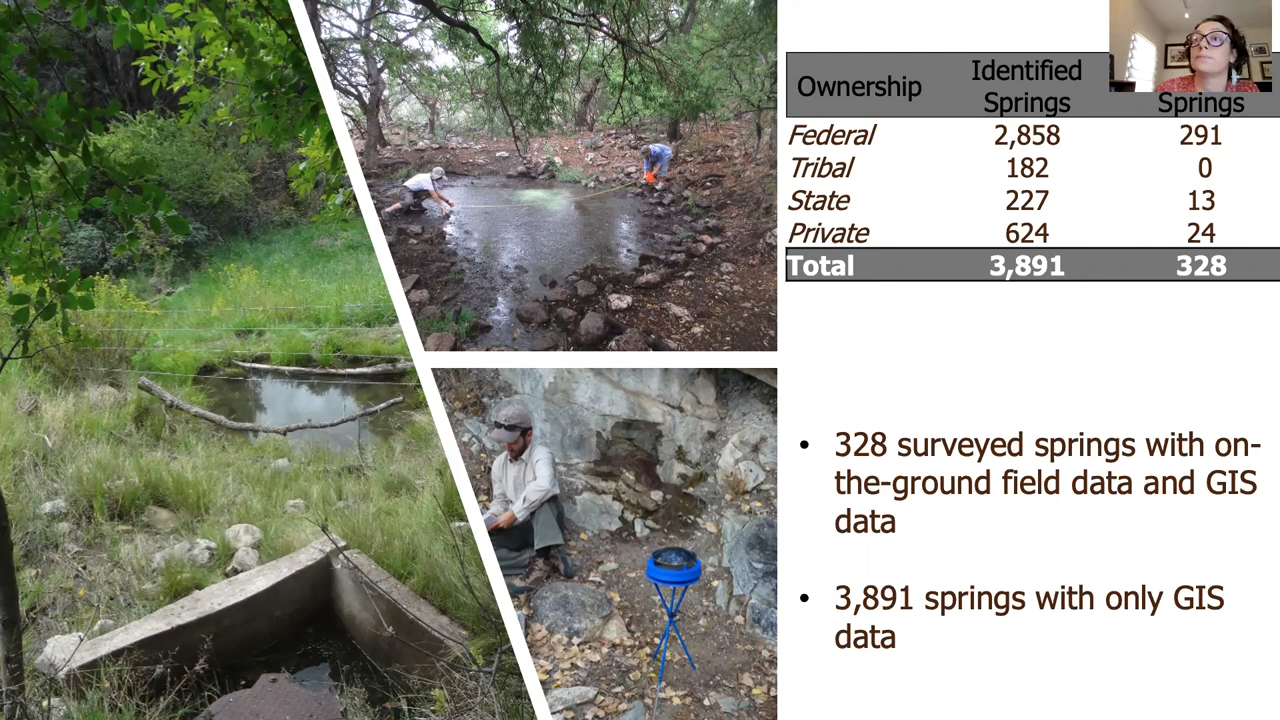 Ownership Identified Springs Springs
Federal 2,858 291
Tribal 182 0
State 227 13
Private 624 24
Total 3,891 328
• 328 surveyed springs with on-
the-ground field data and GIS
data
• 3,891 springs with only GIS
data